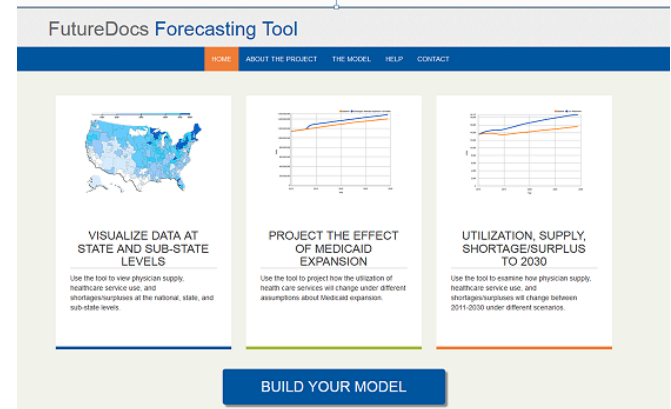 FutureDocs Forecasting Tool
HOME ABOUT THE PROJECT THE MODEL HELP CONTACT
VISUALIZE DATA AT
STATE AND SUB-STATE
LEVELS
Use the tool to view physician supply,
healthcare service use, and
shortages/surpluses at the national, state, and
sub-state levels.
PROJECT THE EFFECT
OF MEDICAID
EXPANSION
Use the tool to project how the utilization of
health care services will change under different
assumptions about Medicaid expansion.
UTILIZATION, SUPPLY,
SHORTAGE/SURPLUS
TO 2030
Use the tool to examine how physician supply,
healthcare service use, and
shortages/surpluses will change between
2011-2030 under different scenarios.
BUILD YOUR MODEL